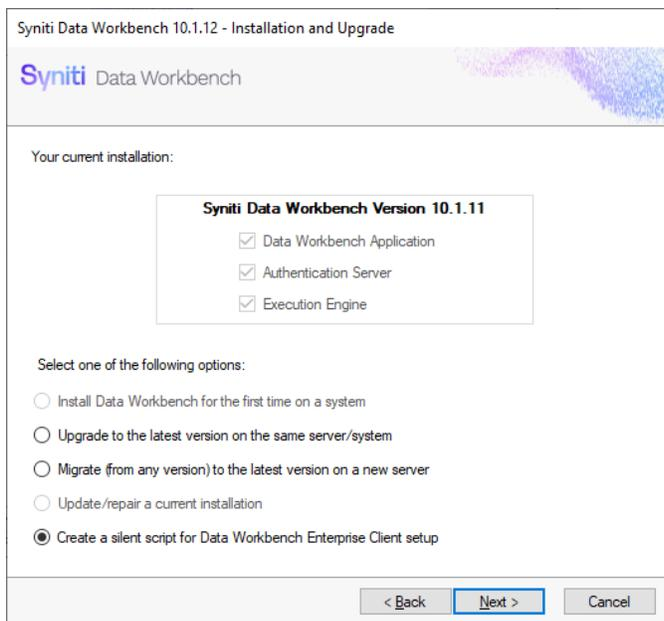 Syniti Data Workbench 10.1.12 - Installation and Upgrade
Syniti Data Workbench
Your current installation:
Syniti Data Workbench Version 10.1.11
Data Workbench Application
Authentication Server
Execution Engine
Select one of the following options:
Install Data Workbench for the first time on a system
Upgrade to the latest version on the same server/system
Migrate (from any version) to the latest version on a new server
Update/repair a current installation
Create a silent script for Data Workbench Enterprise Client setup
< Back Next > Cancel